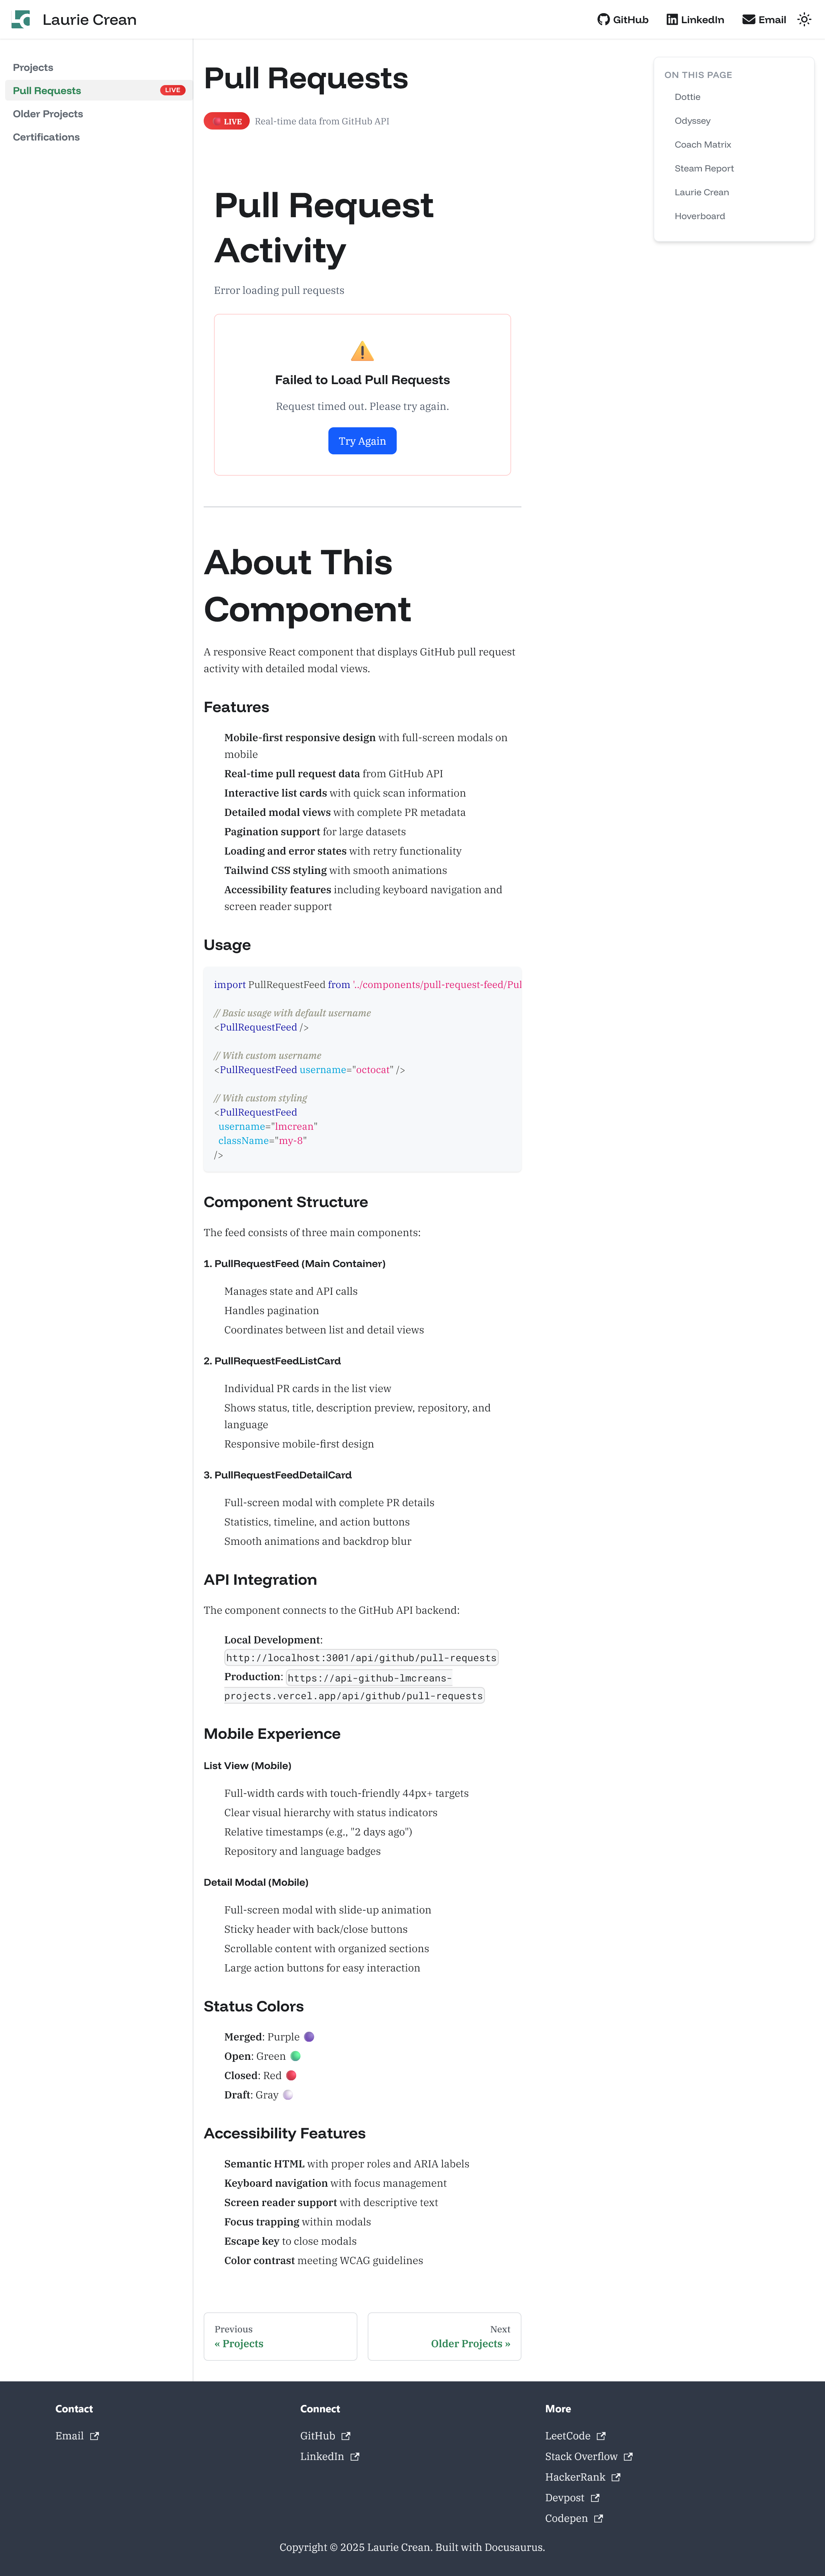 Laurie Crean
GitHub
LinkedIn
Email
Projects
Pull Requests
LIVE
Older Projects
Certifications
Pull Requests
LIVE
Real-time data from GitHub API
Pull Request
Activity
Error loading pull requests
Failed to Load Pull Requests
Request timed out. Please try again.
Try Again
About This
Component
A responsive React component that displays GitHub pull request
activity with detailed modal views.
Features
Mobile-first responsive design with full-screen modals on
mobile
Real-time pull request data from GitHub API
Interactive list cards with quick scan information
Detailed modal views with complete PR metadata
Pagination support for large datasets
Loading and error states with retry functionality
Tailwind CSS styling with smooth animations
Accessibility features including keyboard navigation and
screen reader support
Usage
import PullRequestFeed from '../components/pull-request-feed/Pul
// Basic usage with default username
<PullRequestFeed />
// With custom username
<PullRequestFeed username="octocat" />
// With custom styling
<PullRequestFeed
username="lmcrean"
className="my-8"
/>
Component Structure
The feed consists of three main components:
1. PullRequestFeed (Main Container)
Manages state and API calls
Handles pagination
Coordinates between list and detail views
2. PullRequestFeedListCard
Individual PR cards in the list view
Shows status, title, description preview, repository, and
language
Responsive mobile-first design
3. PullRequestFeedDetailCard
Full-screen modal with complete PR details
Statistics, timeline, and action buttons
Smooth animations and backdrop blur
API Integration
The component connects to the GitHub API backend:
Local Development:
http://localhost:3001/api/github/pull-requests
Production: https://api-github-lmcreans-
projects.vercel.app/api/github/pull-requests
Mobile Experience
List View (Mobile)
Full-width cards with touch-friendly 44px+ targets
Clear visual hierarchy with status indicators
Relative timestamps (e.g., "2 days ago")
Repository and language badges
Detail Modal (Mobile)
Full-screen modal with slide-up animation
Sticky header with back/close buttons
Scrollable content with organized sections
Large action buttons for easy interaction
Status Colors
Merged: Purple
Open: Green
Closed: Red
Draft: Gray
Accessibility Features
Semantic HTML with proper roles and ARIA labels
Keyboard navigation with focus management
Screen reader support with descriptive text
Focus trapping within modals
Escape key to close modals
Color contrast meeting WCAG guidelines
Previous
« Projects
Next
Older Projects »
ON THIS PAGE
Dottie
Odyssey
Coach Matrix
Steam Report
Laurie Crean
Hoverboard
Contact
Email
Connect
GitHub
LinkedIn
More
LeetCode
Stack Overflow
HackerRank
Devpost
Codepen
Copyright © 2025 Laurie Crean. Built with Docusaurus.